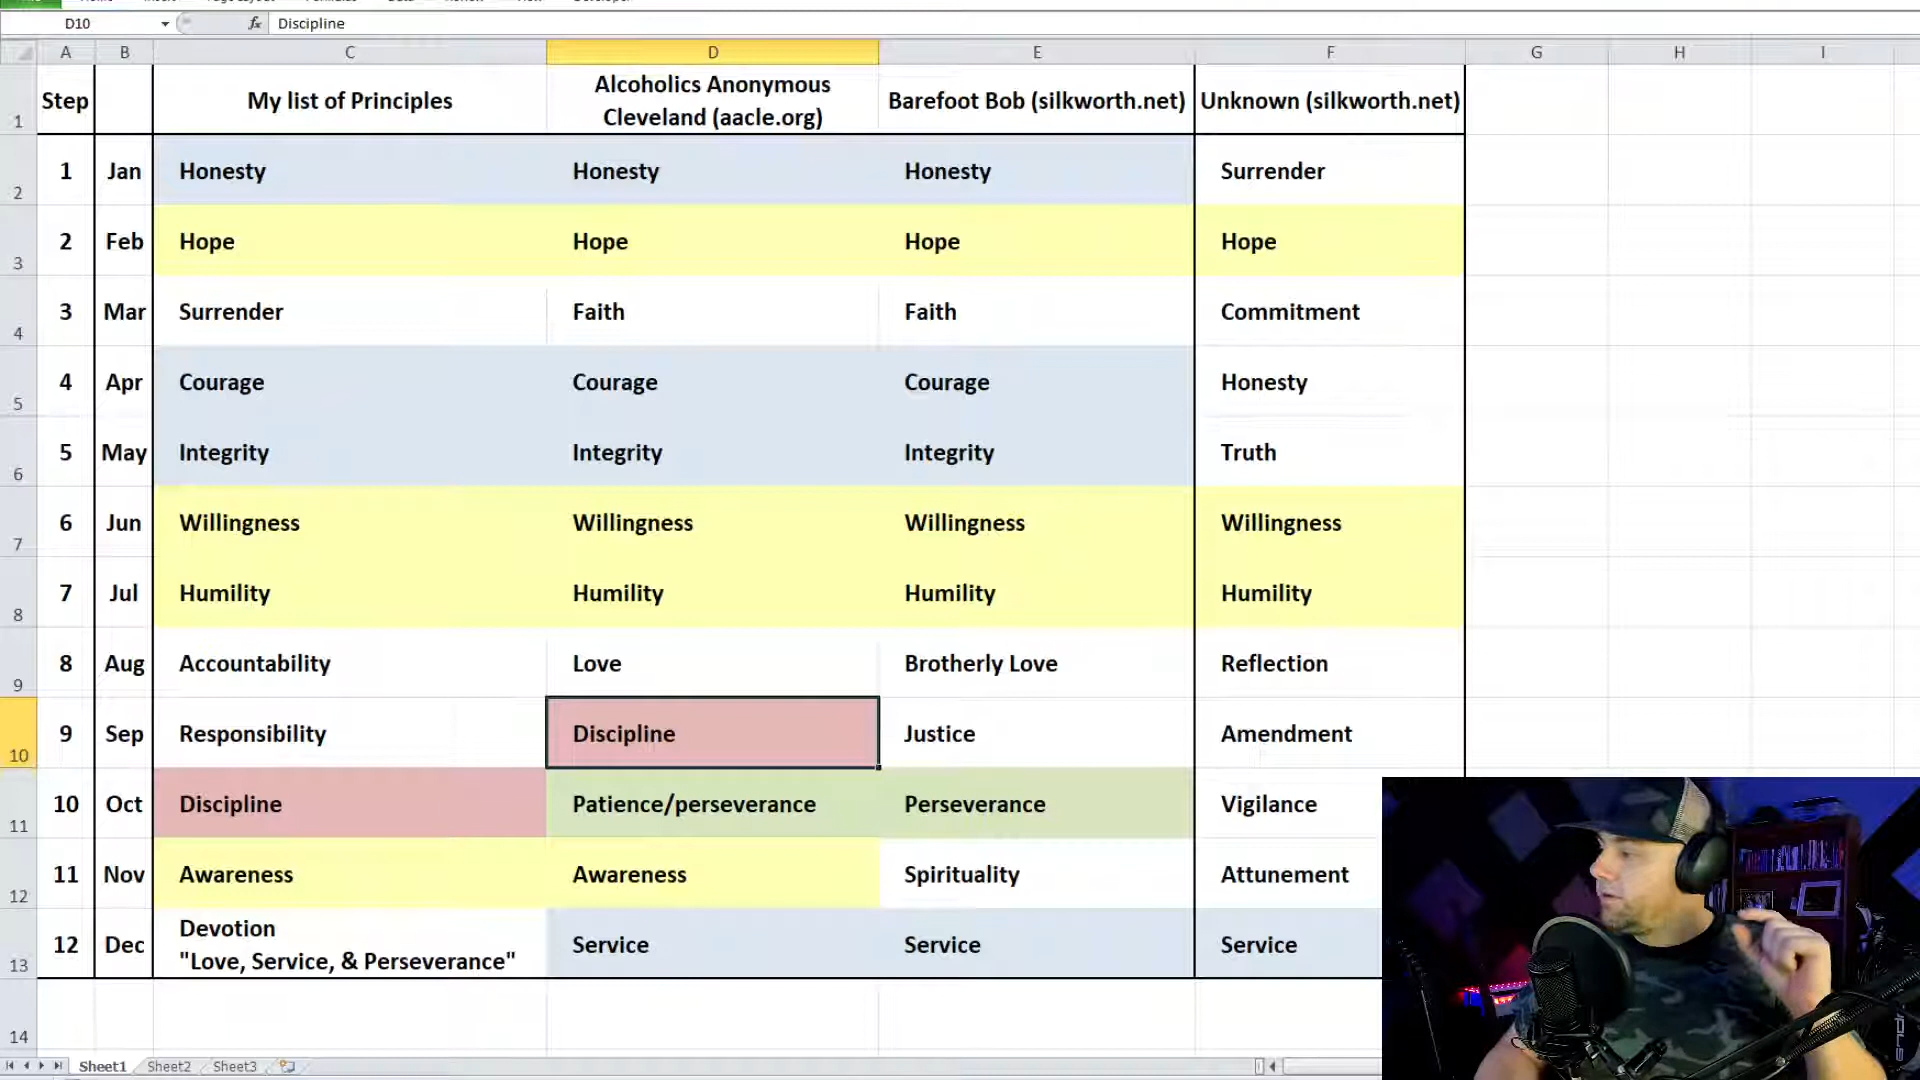 D10 fx Discipline
A B C D E F G H I
1 Step My list of Principles Alcoholics Anonymous Cleveland (aacle.org) Barefoot Bob (silkworth.net) Unknown (silkworth.net)
2 1 Jan Honesty Honesty Honesty Surrender
3 2 Feb Hope Hope Hope Hope
4 3 Mar Surrender Faith Faith Commitment
5 4 Apr Courage Courage Courage Honesty
6 5 May Integrity Integrity Integrity Truth
7 6 Jun Willingness Willingness Willingness Willingness
8 7 Jul Humility Humility Humility Humility
9 8 Aug Accountability Love Brotherly Love Reflection
10 9 Sep Responsibility Discipline Justice Amendment
11 10 Oct Discipline Patience/perseverance Perseverance Vigilance
12 11 Nov Awareness Awareness Spirituality Attunement
13 12 Dec Devotion "Love, Service, & Perseverance" Service Service Service
14
Sheet1 Sheet2 Sheet3